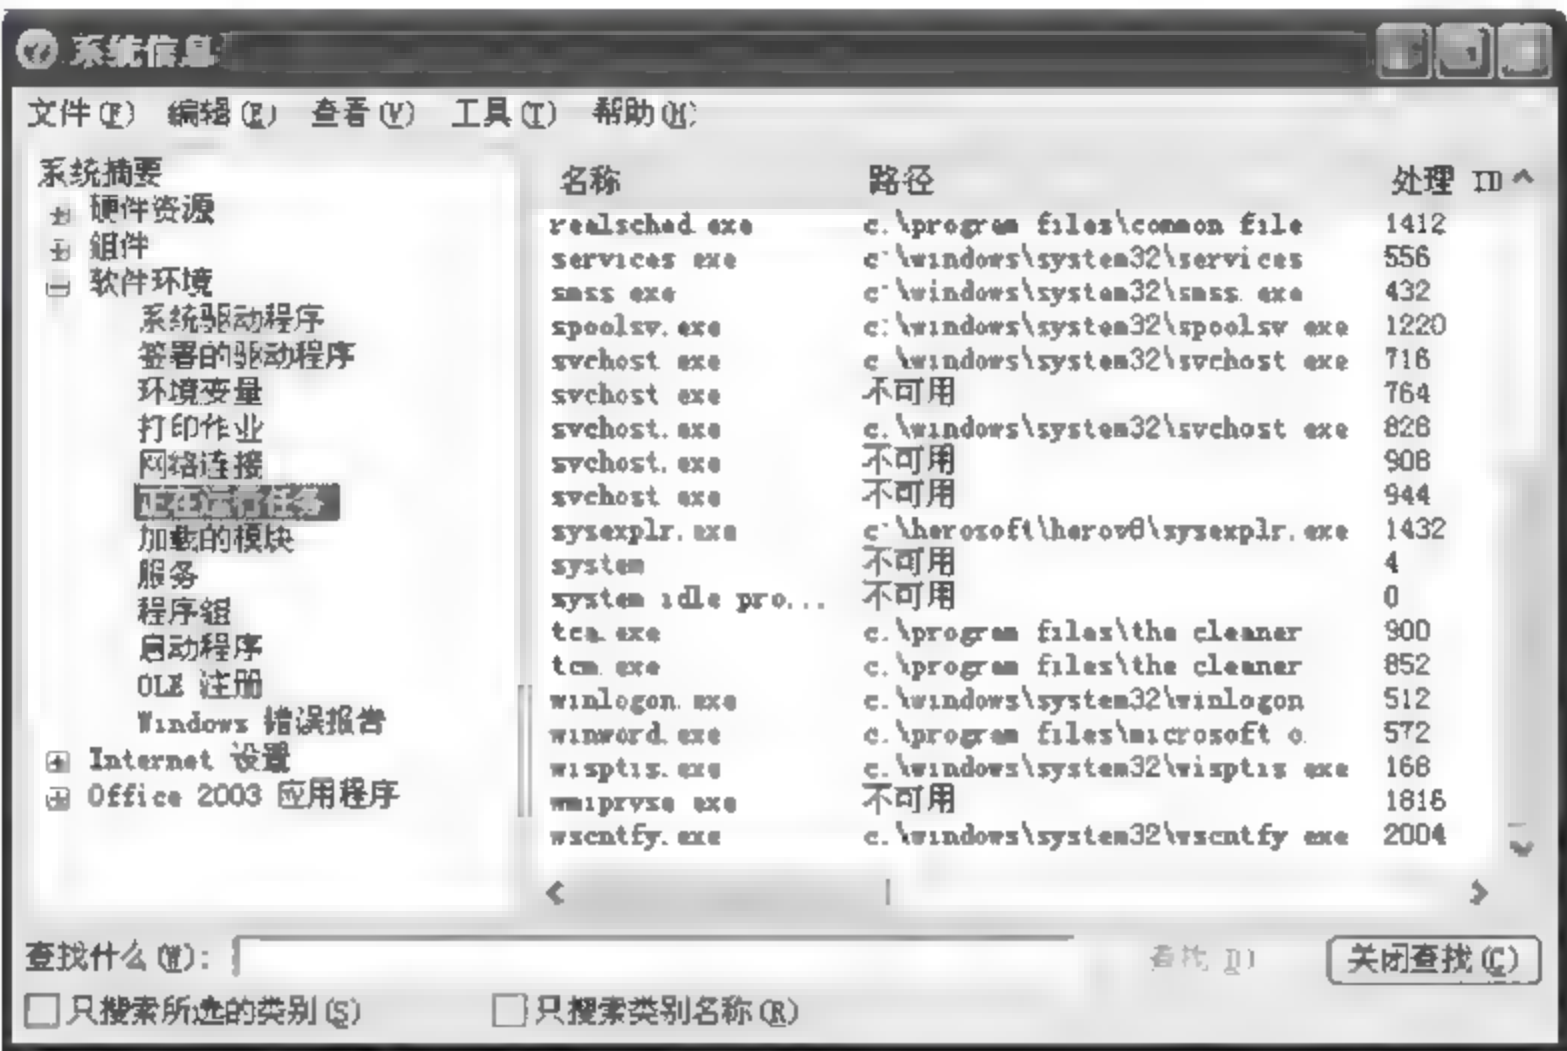 系统信息
文件(F) 编辑(E) 查看(V) 工具(T) 帮助(H)
系统摘要
硬件资源
组件
软件环境
系统驱动程序
签署的驱动程序
环境变量
打印作业
网络连接
正在运行任务
加载的模块
服务
程序组
启动程序
OLE 注册
Windows 错误报告
Internet 设置
Office 2003 应用程序
名称 路径 处理 ID
realsched.exe c:\program files\common file 1412
services.exe c:\windows\system32\services 556
smss.exe c:\windows\system32\smss.exe 432
spoolsv.exe c:\windows\system32\spoolsv.exe 1220
svchost.exe c:\windows\system32\svchost.exe 716
svchost.exe 不可用 764
svchost.exe c:\windows\system32\svchost.exe 828
svchost.exe 不可用 908
svchost.exe 不可用 944
sysexplr.exe c:\herosoft\herov8\sysexplr.exe 1432
system 不可用 4
system idle pro... 不可用 0
tca.exe c:\program files\the cleaner 900
tcm.exe c:\program files\the cleaner 852
winlogon.exe c:\windows\system32\winlogon 512
winword.exe c:\program files\microsoft o 572
wisptis.exe c:\windows\system32\wisptis.exe 168
wmiprvse.exe 不可用 1816
wscntfy.exe c:\windows\system32\wscntfy.exe 2004
查找什么(W): 查找(D) 关闭查找(C)
只搜索所选的类别(S) 只搜索类别名称(R)